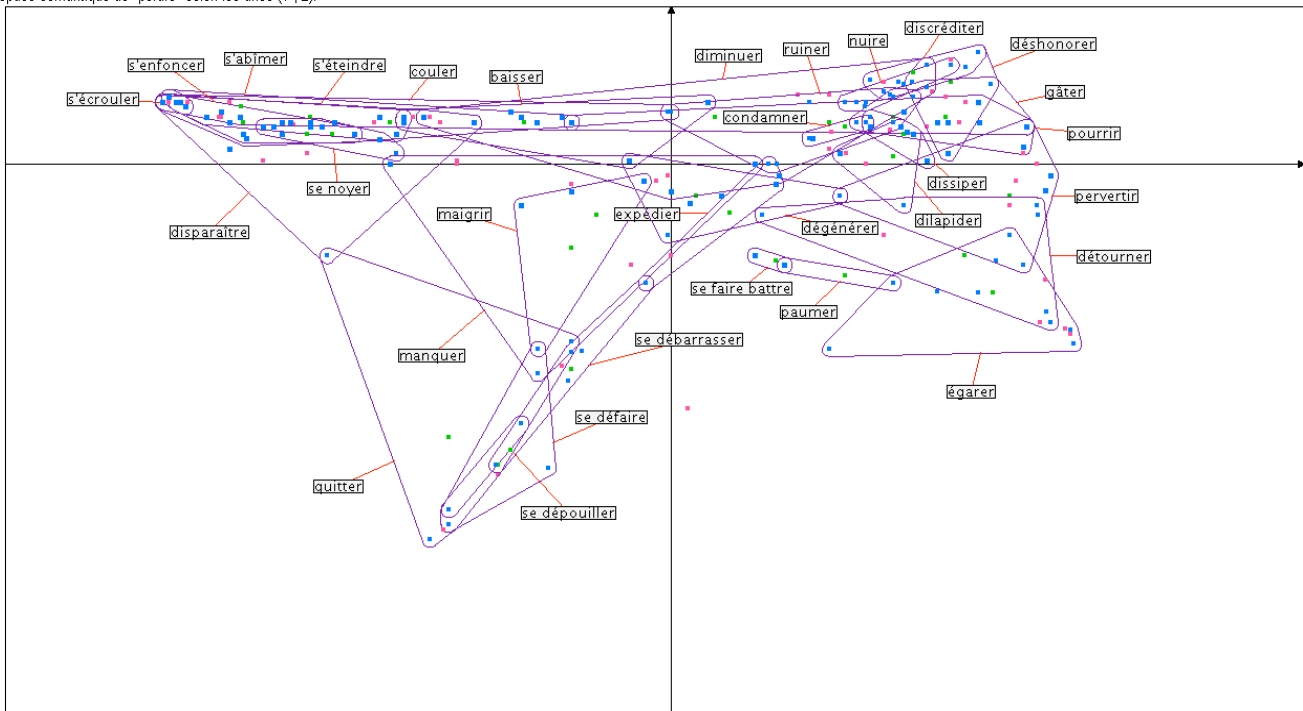 discréditer
nuire
déshonorer
ruiner
s'abîmer
diminuer
s'enfoncer
s'éteindre
couler
baisser
gâter
s'écrouler
condamner
pourrir
se noyer
dissiper
pervertir
maigrir
expédier
dilapider
dégénérer
disparaître
détourner
se faire battre
paumer
se débarrasser
manquer
égarer
se défaire
quitter
se dépouiller